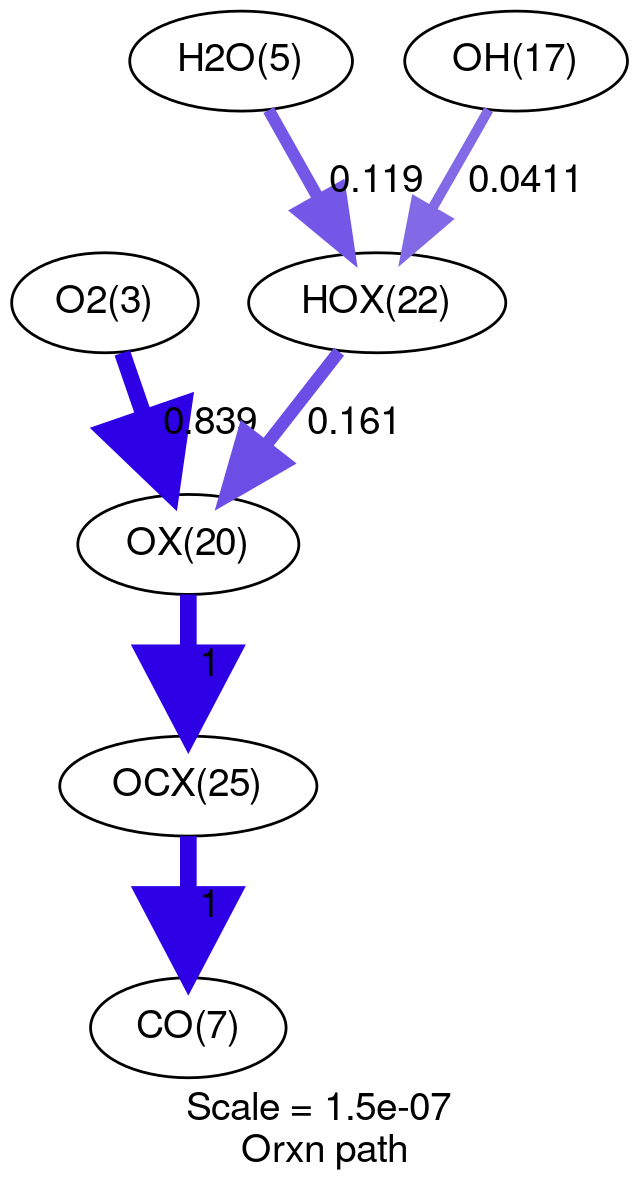 H2O(5)
OH(17)
0.119
0.0411
O2(3)
HOX(22)
0.839
0.161
OX(20)
1
OCX(25)
1
CO(7)
Scale = 1.5e-07
Orxn path